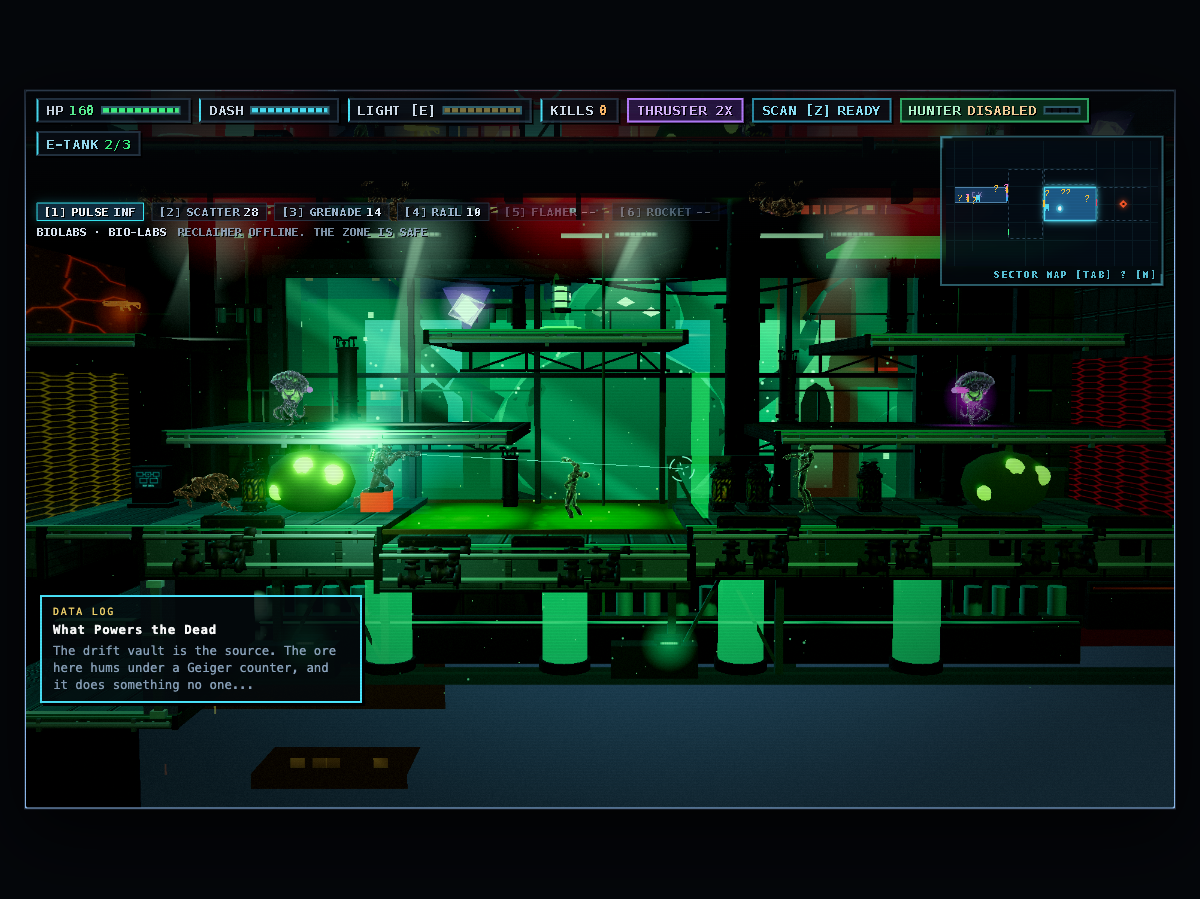 HP 160
DASH
LIGHT [E]
KILLS 0
THRUSTER 2X
SCAN [Z] READY
HUNTER DISABLED
E-TANK 2/3
[1] PULSE INF
[2] SCATTER 28
[3] GRENADE 14
[4] RAIL 10
[5] FLAMER --
[6] ROCKET --
BIOLABS · BIO-LABS RECLAIMER OFFLINE. THE ZONE IS SAFE
? ? ?
? ? ? ? ?
SECTOR MAP [TAB] ? [M]
DATA LOG
What Powers the Dead
The drift vault is the source. The ore
here hums under a Geiger counter, and
it does something no one...